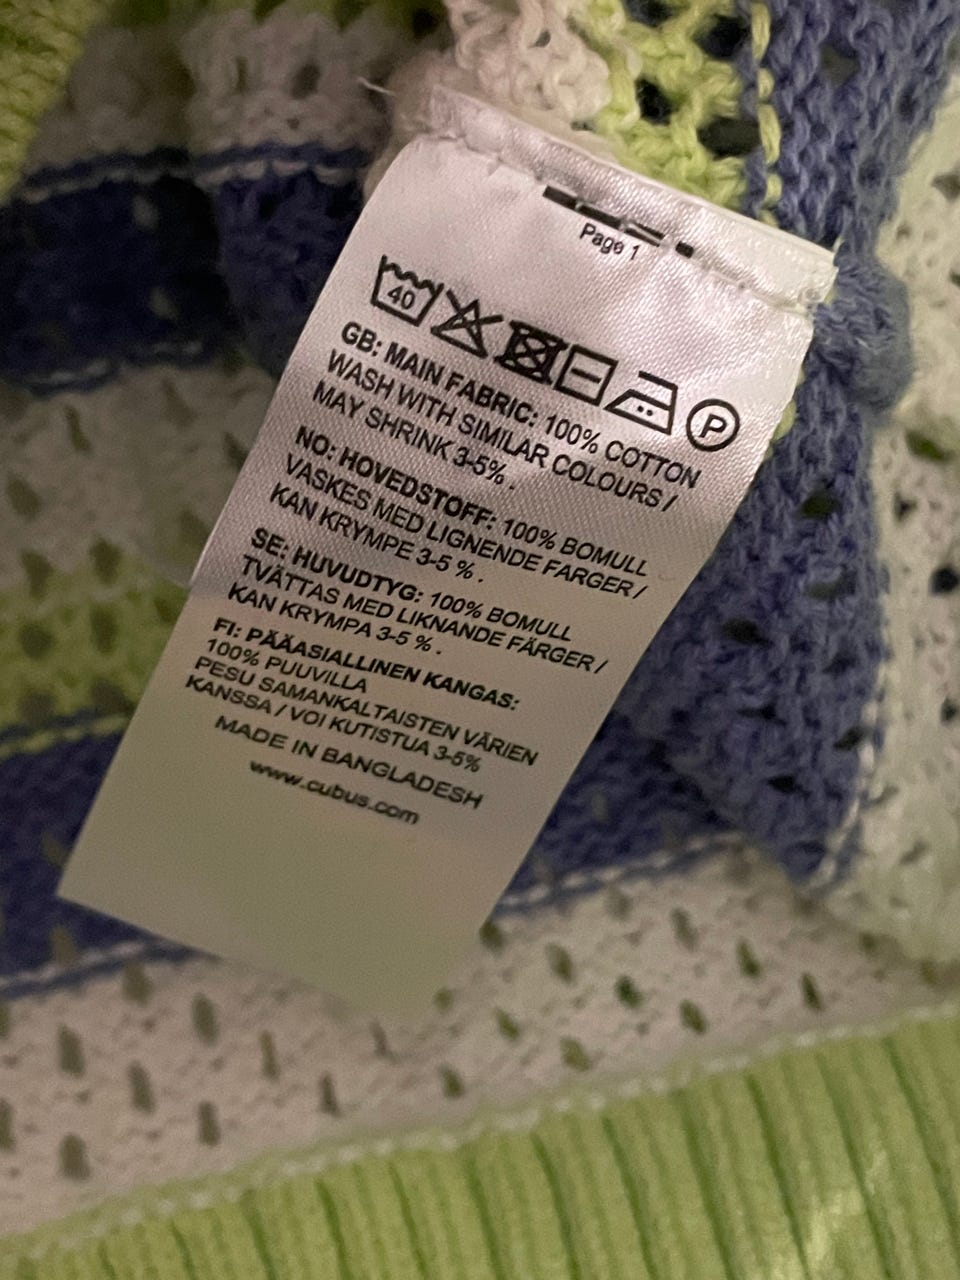 Page 1
40
P
GB: MAIN FABRIC: 100% COTTON
WASH WITH SIMILAR COLOURS /
MAY SHRINK 3-5% .
NO: HOVEDSTOFF: 100% BOMULL
VASKES MED LIGNENDE FARGER /
KAN KRYMPE 3-5 % .
SE: HUVUDTYG: 100% BOMULL
TVÄTTAS MED LIKNANDE FÄRGER /
KAN KRYMPA 3-5 % .
FI: PÄÄASIALLINEN KANGAS:
100% PUUVILLA
PESU SAMANKALTAISTEN VÄRIEN
KANSSA / VOI KUTISTUA 3-5%
MADE IN BANGLADESH
www.cubus.com